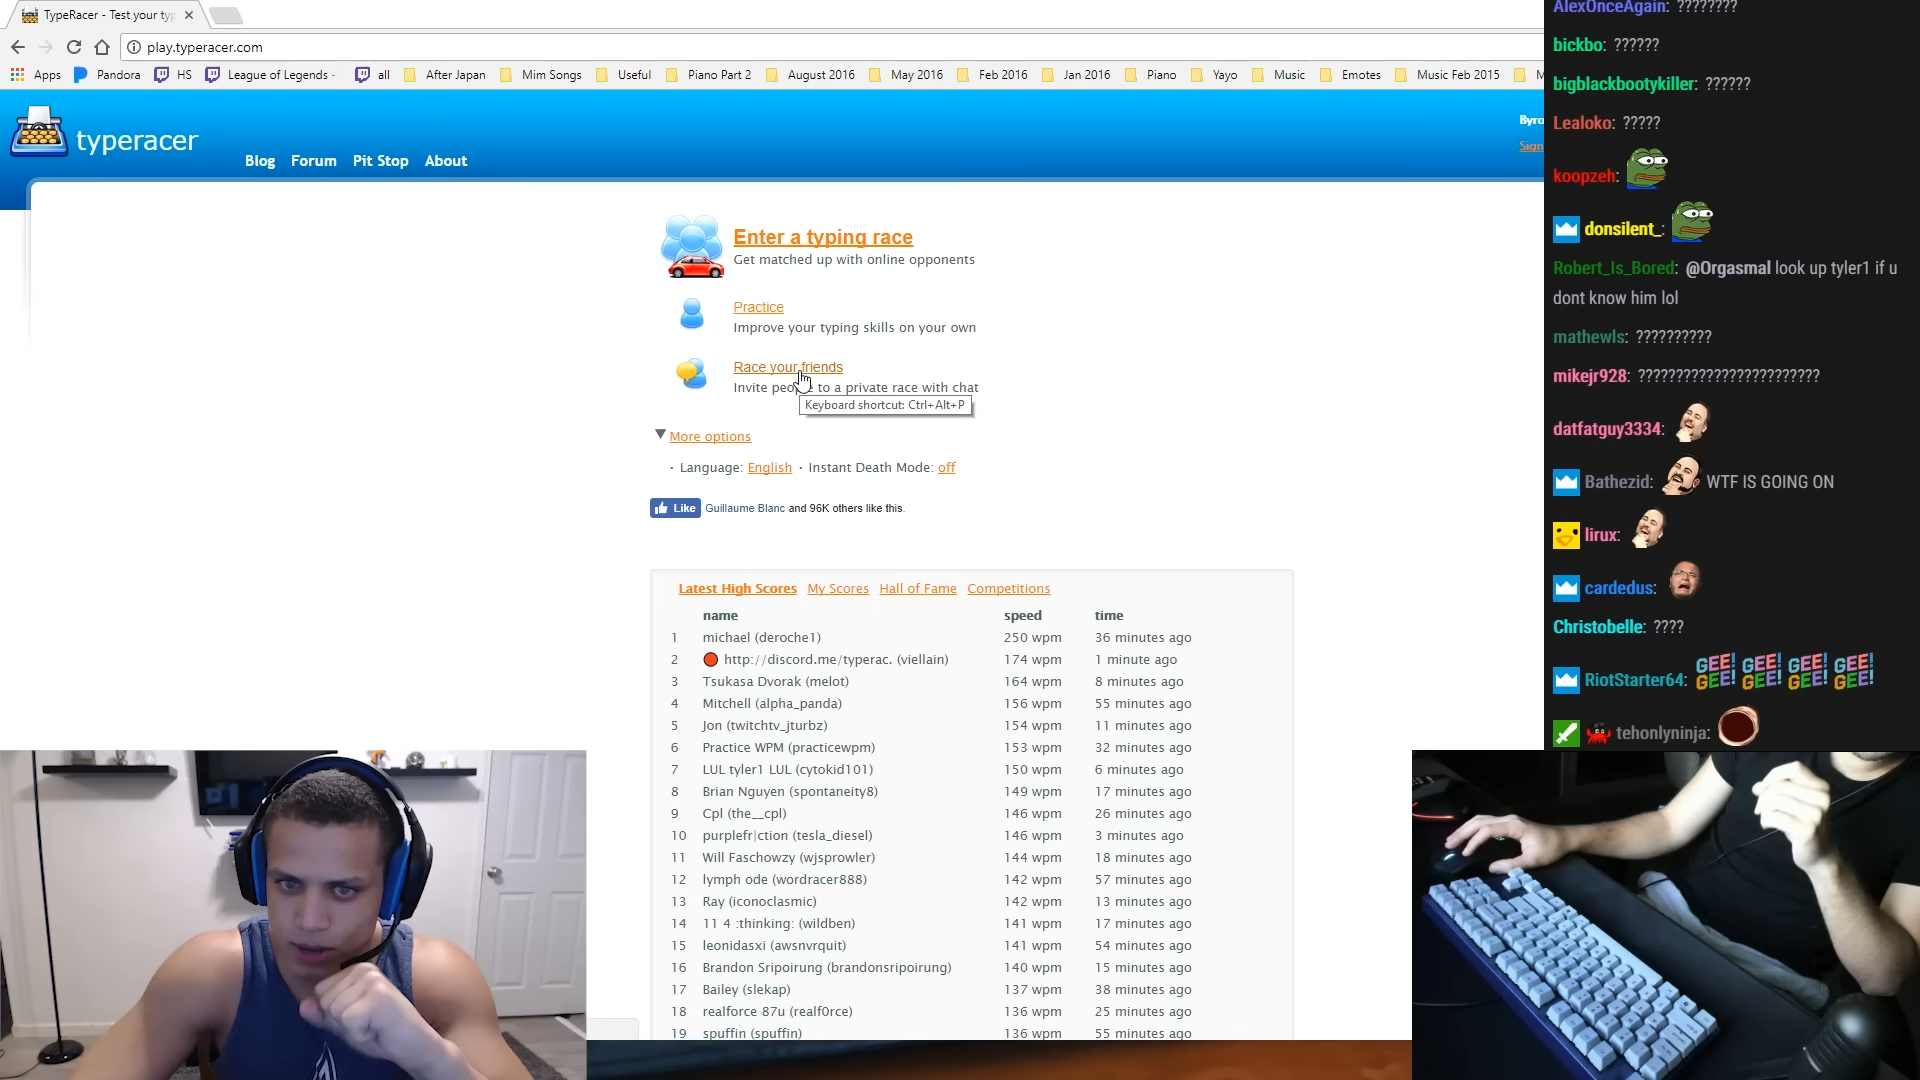 TypeRacer - Test your typ
play.typeracer.com
Apps Pandora HS League of Legends - all After Japan Mim Songs Useful Piano Part 2 August 2016 May 2016 Feb 2016 Jan 2016 Piano Yayo Music Emotes Music Feb 2015 M
typeracer
Blog Forum Pit Stop About
Byro
Sign
Enter a typing race
Get matched up with online opponents
Practice
Improve your typing skills on your own
Race your friends
Invite people to a private race with chat
Keyboard shortcut: Ctrl+Alt+P
More options
· Language: English · Instant Death Mode: off
Like Guillaume Blanc and 96K others like this.
Latest High Scores My Scores Hall of Fame Competitions
name speed time
1 michael (deroche1) 250 wpm 36 minutes ago
2 http://discord.me/typerac. (viellain) 174 wpm 1 minute ago
3 Tsukasa Dvorak (melot) 164 wpm 8 minutes ago
4 Mitchell (alpha_panda) 156 wpm 55 minutes ago
5 Jon (twitchtv_jturbz) 154 wpm 11 minutes ago
6 Practice WPM (practicewpm) 153 wpm 32 minutes ago
7 LUL tyler1 LUL (cytokid101) 150 wpm 6 minutes ago
8 Brian Nguyen (spontaneity8) 149 wpm 17 minutes ago
9 Cpl (the__cpl) 146 wpm 26 minutes ago
10 purplefr|ction (tesla_diesel) 146 wpm 3 minutes ago
11 Will Faschowzy (wjsprowler) 144 wpm 18 minutes ago
12 lymph ode (wordracer888) 142 wpm 57 minutes ago
13 Ray (iconoclasmic) 142 wpm 13 minutes ago
14 11 4 :thinking: (wildben) 141 wpm 17 minutes ago
15 leonidasxi (awsnvrquit) 141 wpm 54 minutes ago
16 Brandon Sripoirung (brandonsripoirung) 140 wpm 15 minutes ago
17 Bailey (slekap) 137 wpm 38 minutes ago
18 realforce 87u (realf0rce) 136 wpm 25 minutes ago
19 spuffin (spuffin) 136 wpm 55 minutes ago
AlexOnceAgain: ????????
bickbo: ??????
bigblackbootykiller: ??????
Lealoko: ?????
koopzeh:
donsilent_:
Robert_Is_Bored: @Orgasmal look up tyler1 if u
dont know him lol
mathewls: ??????????
mikejr928: ????????????????????????
datfatguy3334:
Bathezid: WTF IS GOING ON
lirux:
cardedus:
Christobelle: ????
RiotStarter64: GEE! GEE! GEE! GEE! GEE! GEE! GEE! GEE!
tehonlyninja: